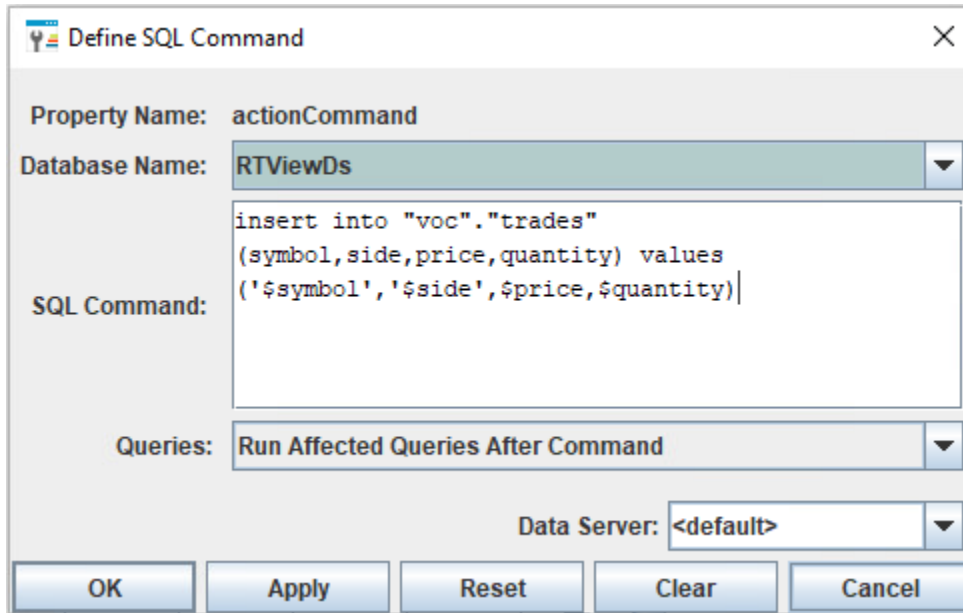 Define SQL Command
Property Name: actionCommand
Database Name: RTViewDs
SQL Command:
insert into "voc"."trades"
(symbol,side,price,quantity) values
('$symbol','$side',$price,$quantity)
Queries: Run Affected Queries After Command
Data Server: <default>
OK Apply Reset Clear Cancel